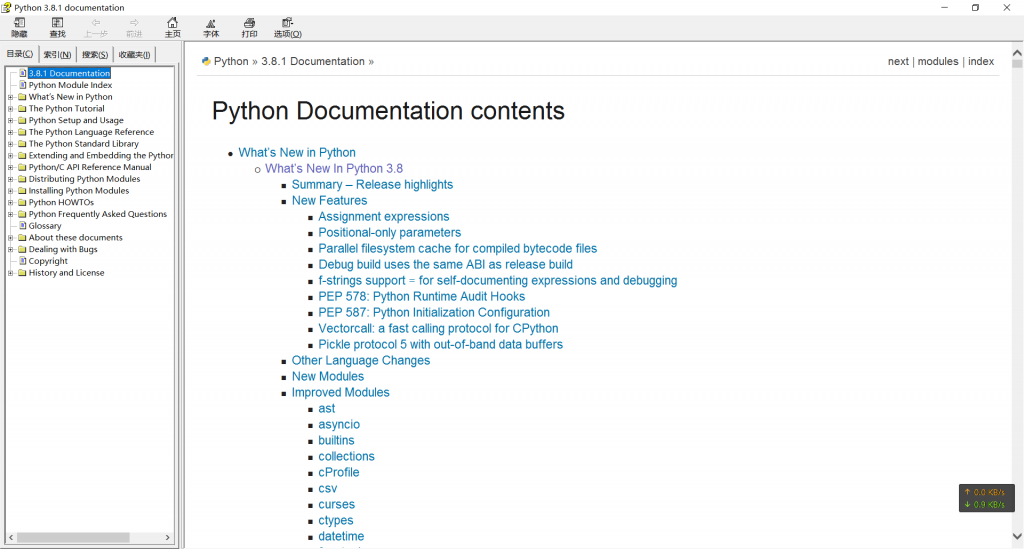 Python 3.8.1 documentation
隐藏 查找 上一步 前进 主页 字体 打印 选项(O)
目录(C) 索引(N) 搜索(S) 收藏夹(I)
3.8.1 Documentation
Python Module Index
What's New in Python
The Python Tutorial
Python Setup and Usage
The Python Language Reference
The Python Standard Library
Extending and Embedding the Pythor
Python/C API Reference Manual
Distributing Python Modules
Installing Python Modules
Python HOWTOs
Python Frequently Asked Questions
Glossary
About these documents
Dealing with Bugs
Copyright
History and License
Python » 3.8.1 Documentation »
next | modules | index
Python Documentation contents
What's New in Python
What's New In Python 3.8
Summary – Release highlights
New Features
Assignment expressions
Positional-only parameters
Parallel filesystem cache for compiled bytecode files
Debug build uses the same ABI as release build
f-strings support = for self-documenting expressions and debugging
PEP 578: Python Runtime Audit Hooks
PEP 587: Python Initialization Configuration
Vectorcall: a fast calling protocol for CPython
Pickle protocol 5 with out-of-band data buffers
Other Language Changes
New Modules
Improved Modules
ast
asyncio
builtins
collections
cProfile
csv
curses
ctypes
datetime
↑ 0.0 KB/s
↓ 0.9 KB/s